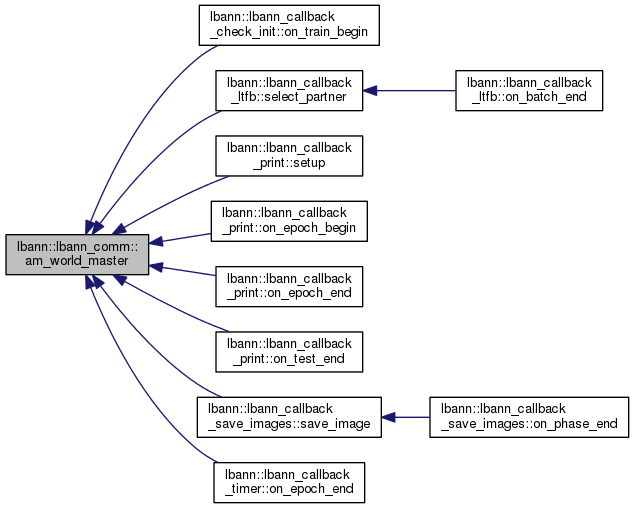 lbann::lbann_callback
_check_init::on_train_begin
lbann::lbann_callback
_ltfb::select_partner
lbann::lbann_callback
_ltfb::on_batch_end
lbann::lbann_callback
_print::setup
lbann::lbann_callback
_print::on_epoch_begin
lbann::lbann_comm::
am_world_master
lbann::lbann_callback
_print::on_epoch_end
lbann::lbann_callback
_print::on_test_end
lbann::lbann_callback
_save_images::save_image
lbann::lbann_callback
_save_images::on_phase_end
lbann::lbann_callback
_timer::on_epoch_end